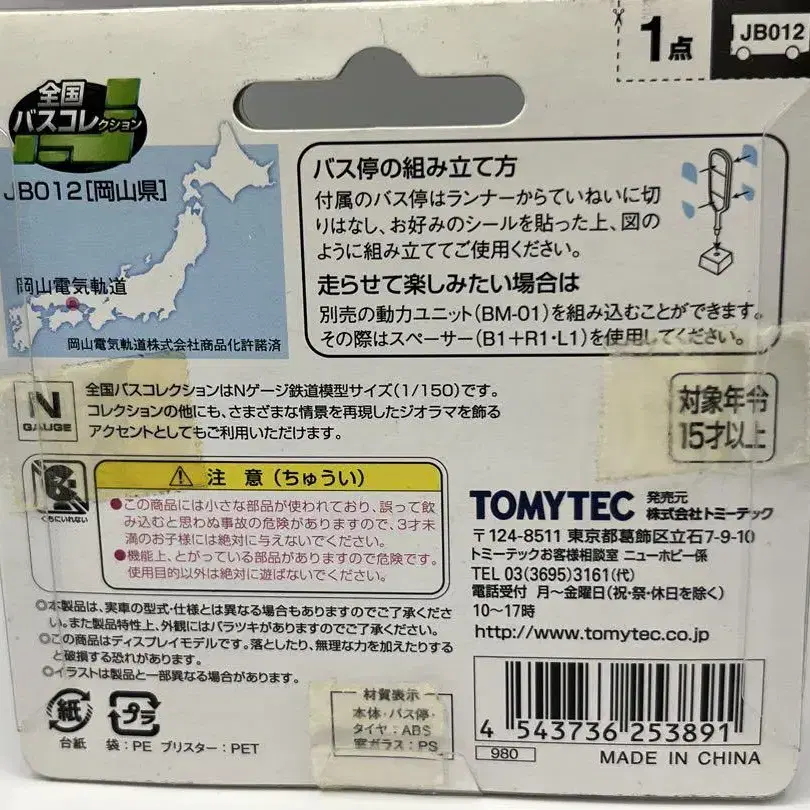 1点
JB012
全国
バスコレクション
JB012[岡山県]
岡山電気軌道
岡山電気軌道株式会社商品化許諾済
バス停の組み立て方
付属のバス停はランナーからていねいに切
りはなし、お好みのシールを貼った上、図の
ように組み立ててご使用ください。
走らせて楽しみたい場合は
別売の動力ユニット(BM-01)を組み込むことができます。
その際はスペーサー(B1+R1・L1)を使用してください。
N
GAUGE
全国バスコレクションはNゲージ鉄道模型サイズ(1/150)です。
コレクションの他にも、さまざまな情景を再現したジオラマを飾る
アクセントとしてもご利用いただけます。
対象年令
15才以上
くちにいれない
注 意(ちゅうい)
●この商品には小さな部品が使われており、誤って飲
み込むと思わぬ事故の危険がありますので、3才未
満のお子様には絶対に与えないでください。
●機能上、とがっている部品がありますので危険です。
使用目的以外は絶対に遊ばないでください。
TOMYTEC 発売元
株式会社トミーテック
〒124-8511 東京都葛飾区立石7-9-10
トミーテックお客様相談室 ニューホビー係
TEL 03(3695)3161(代)
電話受付 月〜金曜日(祝・祭・休日を除く)
10〜17時
http://www.tomytec.co.jp
◎本製品は、実車の型式・仕様とは異なる場合もありますのでご了承くださ
い。また製品特性上、外観にはバラツキがありますのでご了承ください。
◎この商品はディスプレイモデルです。落としたり、無理な力を加えたりする
と破損する恐れがあります。
◎イラストは製品と一部異なる場合があります。
紙
台紙
プラ
袋:PE ブリスター:PET
材質表示
本体・バス停・
タイヤ:ABS
窓ガラス:PS
4 543736 253891
980
MADE IN CHINA